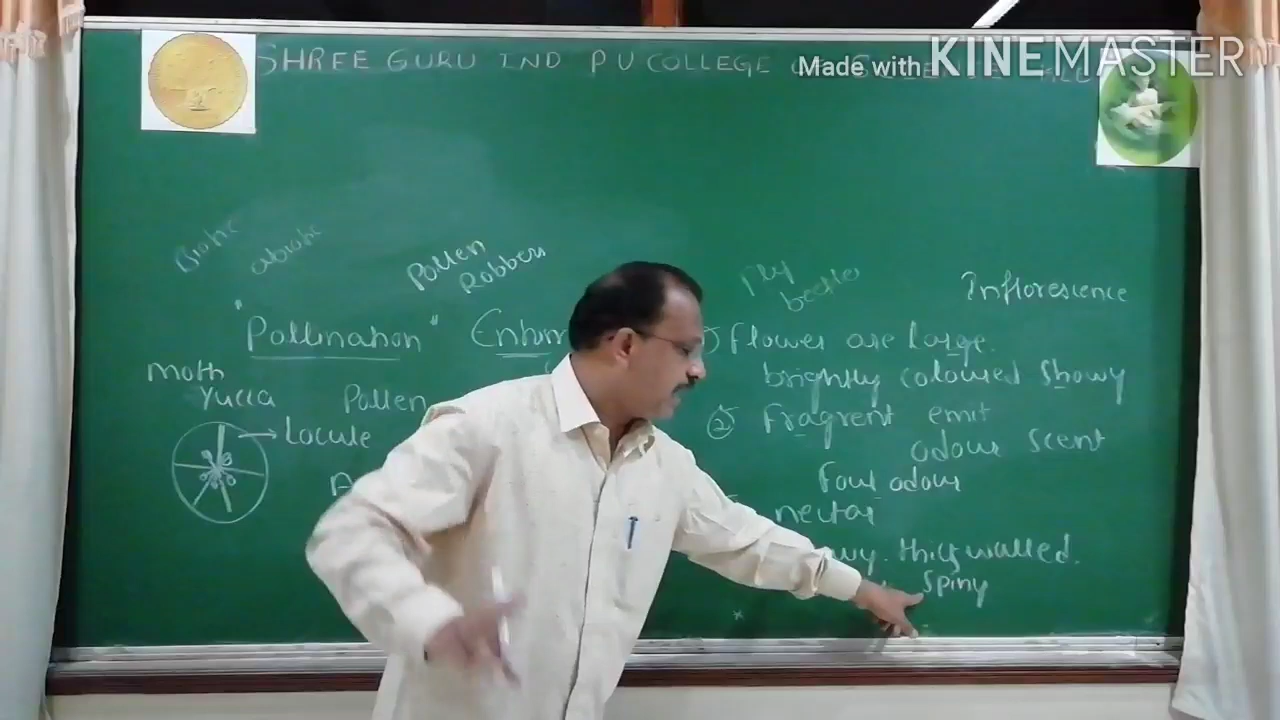 SHREE GURU IND PU COLLEGE
Made with KINEMASTER
Biotic
abiotic
Pollen
Robbers
Fly
beetle
Inflorescence
"Pollination"
flower are large.
brightly coloured showy
moth
Yucca
Pollen
② Fragrent emit
odour scent
Locule
Foul odour
nectar
thick walled.
Spiny